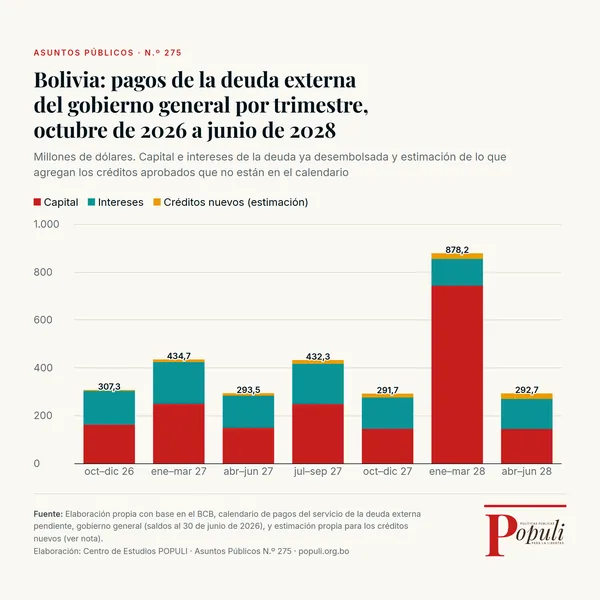 ASUNTOS PÚBLICOS · N.º 275
Bolivia: pagos de la deuda externa
del gobierno general por trimestre,
octubre de 2026 a junio de 2028
Millones de dólares. Capital e intereses de la deuda ya desembolsada y estimación de lo que
agregan los créditos aprobados que no están en el calendario
Capital Intereses Créditos nuevos (estimación)
1.000
800
600
400
200
0
307,3
434,7
293,5
432,3
291,7
878,2
292,7
oct–dic 26
ene–mar 27
abr–jun 27
jul–sep 27
oct–dic 27
ene–mar 28
abr–jun 28
Fuente: Elaboración propia con base en el BCB, calendario de pagos del servicio de la deuda externa
pendiente, gobierno general (saldos al 30 de junio de 2026), y estimación propia para los créditos
nuevos (ver nota).
Elaboración: Centro de Estudios POPULI · Asuntos Públicos N.º 275 · populi.org.bo
POLÍTICAS PÚBLICAS
Populi
PARA LA LIBERTAD